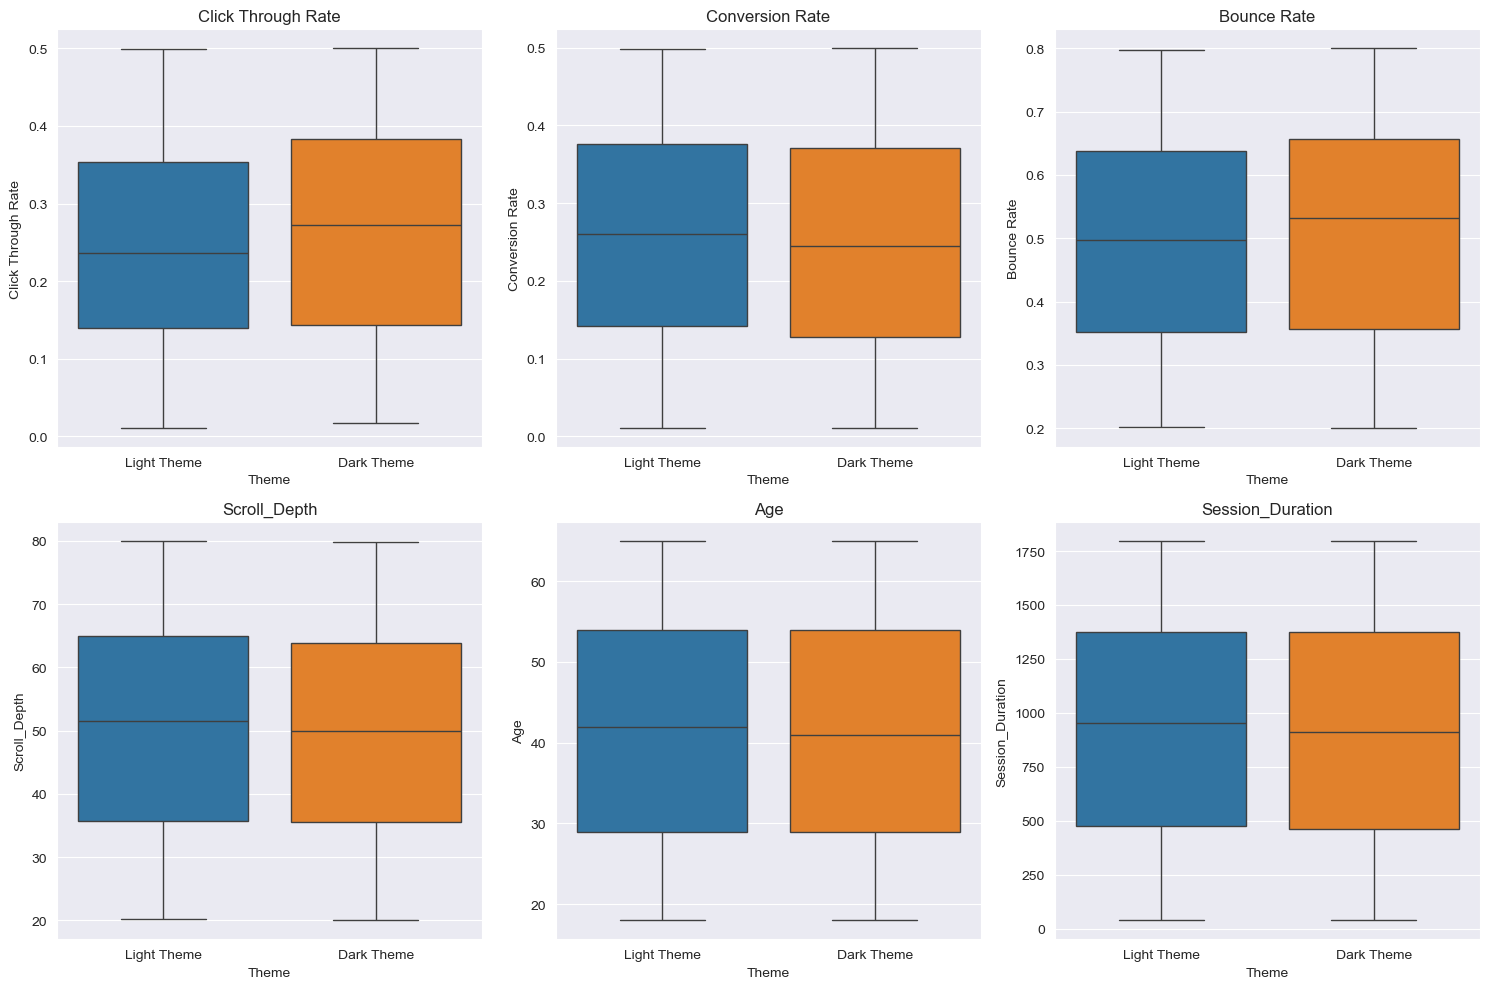 Click Through Rate
Conversion Rate
Bounce Rate
0.5
0.4
0.3
0.2
0.1
0.0
Click Through Rate
Light Theme
Dark Theme
Theme
0.5
0.4
0.3
0.2
0.1
0.0
Conversion Rate
Light Theme
Dark Theme
Theme
0.8
0.7
0.6
0.5
0.4
0.3
0.2
Bounce Rate
Light Theme
Dark Theme
Theme
Scroll_Depth
Age
Session_Duration
80
70
60
50
40
30
20
Scroll_Depth
Light Theme
Dark Theme
Theme
60
50
40
30
20
Age
Light Theme
Dark Theme
Theme
1750
1500
1250
1000
750
500
250
0
Session_Duration
Light Theme
Dark Theme
Theme